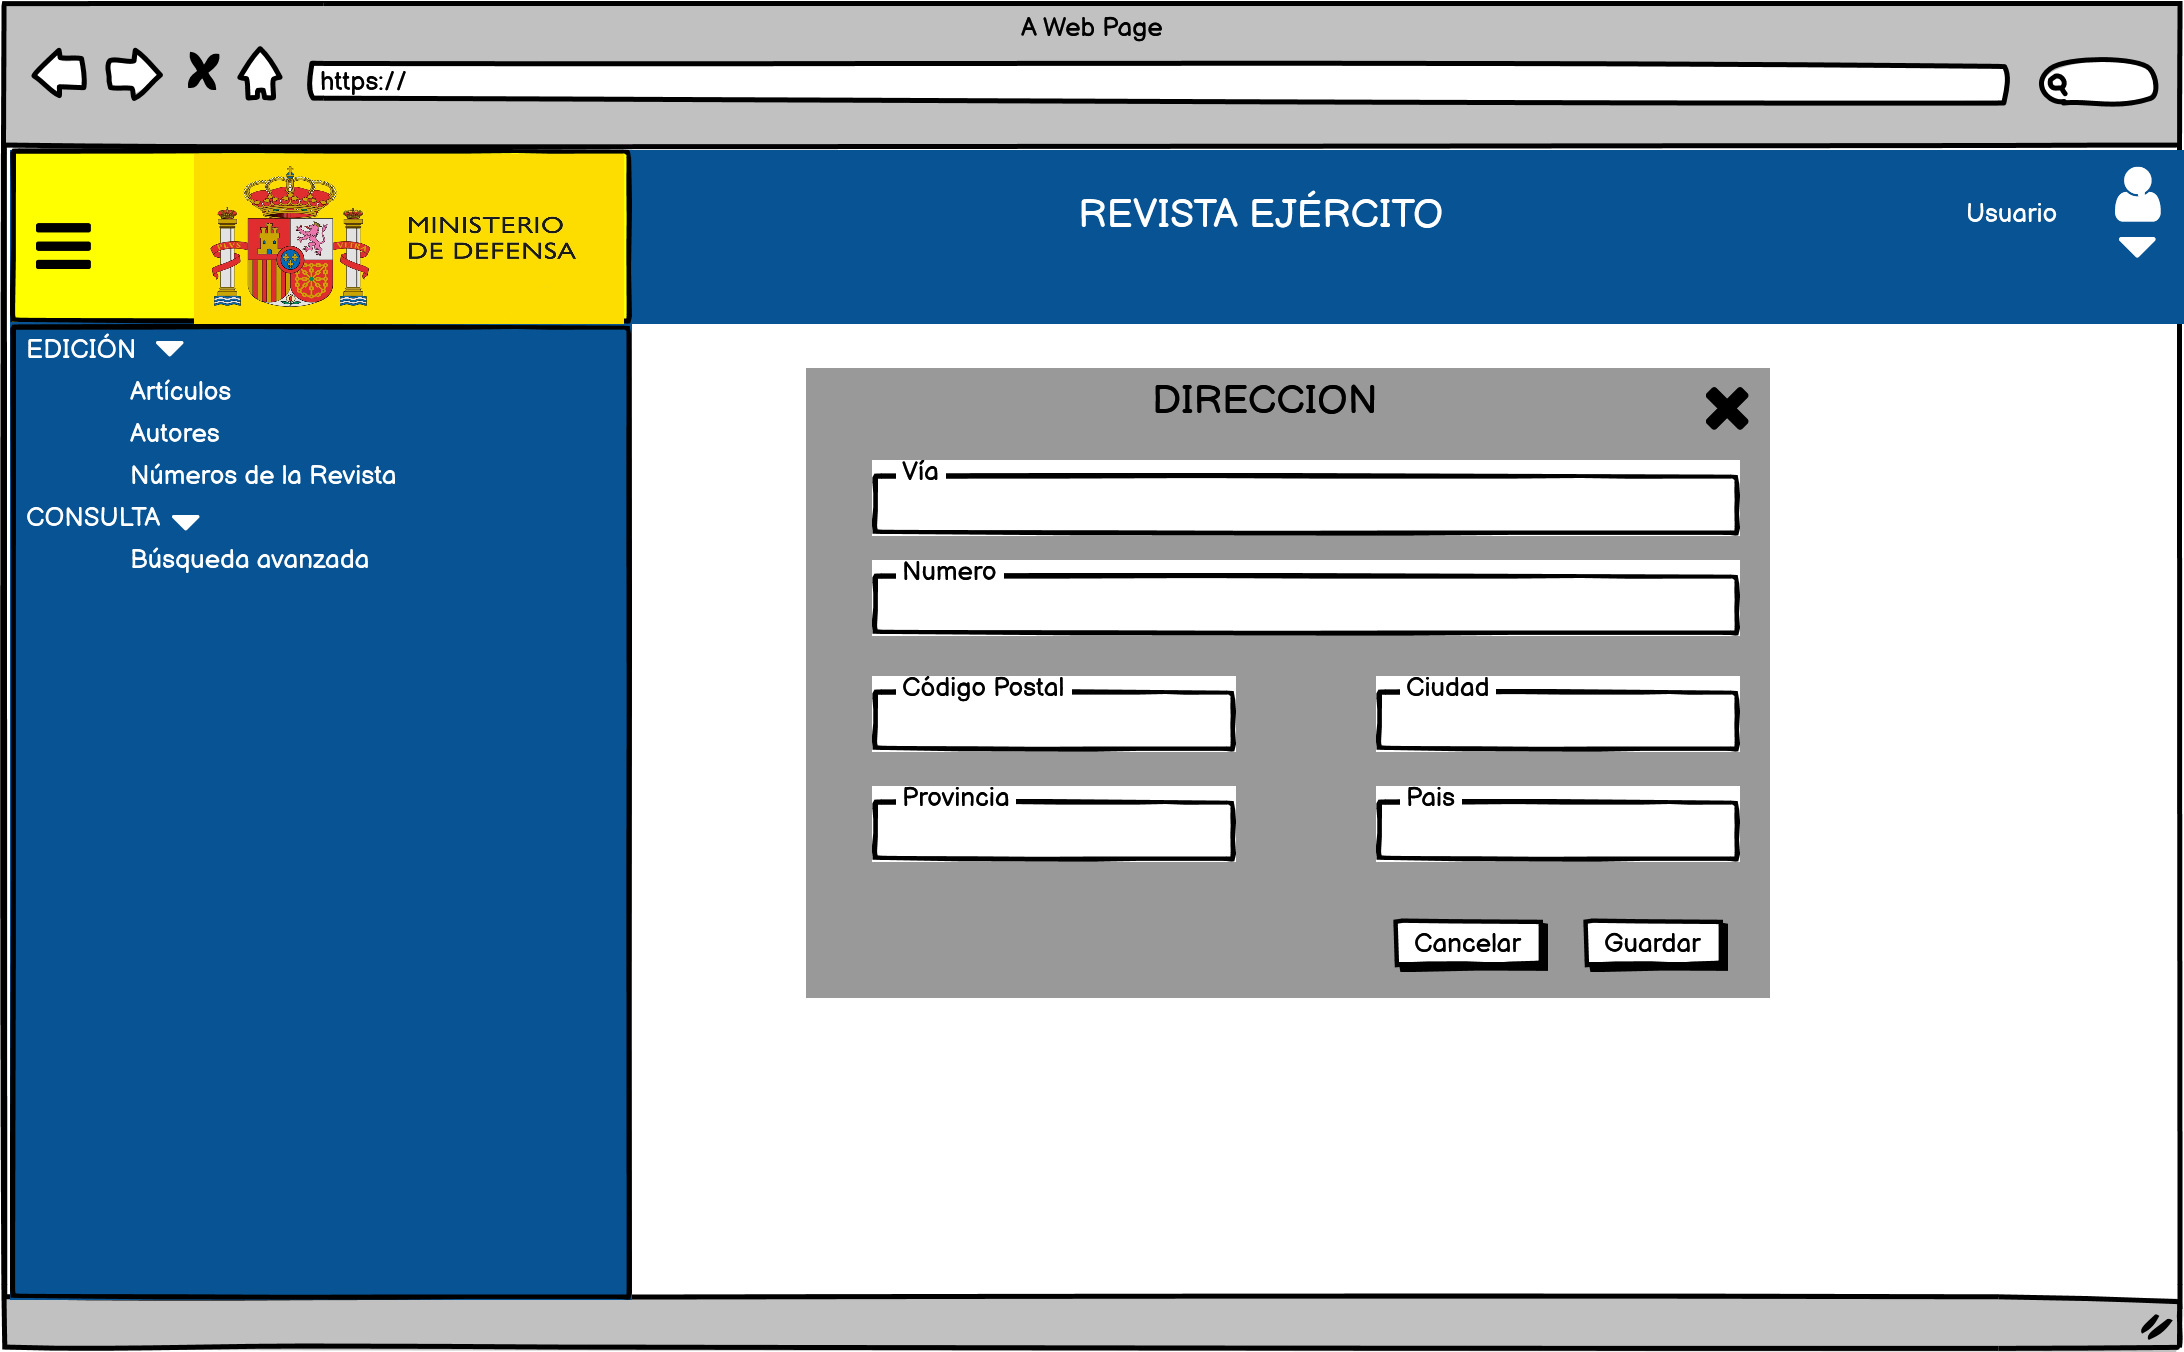 A Web Page
https://
MINISTERIO
DE DEFENSA
REVISTA EJÉRCITO
Usuario
EDICIÓN
Artículos
Autores
Números de la Revista
CONSULTA
Búsqueda avanzada
DIRECCION
Vía
Numero
Código Postal
Ciudad
Provincia
Pais
Cancelar
Guardar